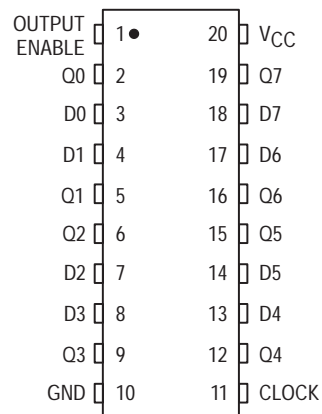 OUTPUT
ENABLE 1 20 VCC
Q0 2 19 Q7
D0 3 18 D7
D1 4 17 D6
Q1 5 16 Q6
Q2 6 15 Q5
D2 7 14 D5
D3 8 13 D4
Q3 9 12 Q4
GND 10 11 CLOCK